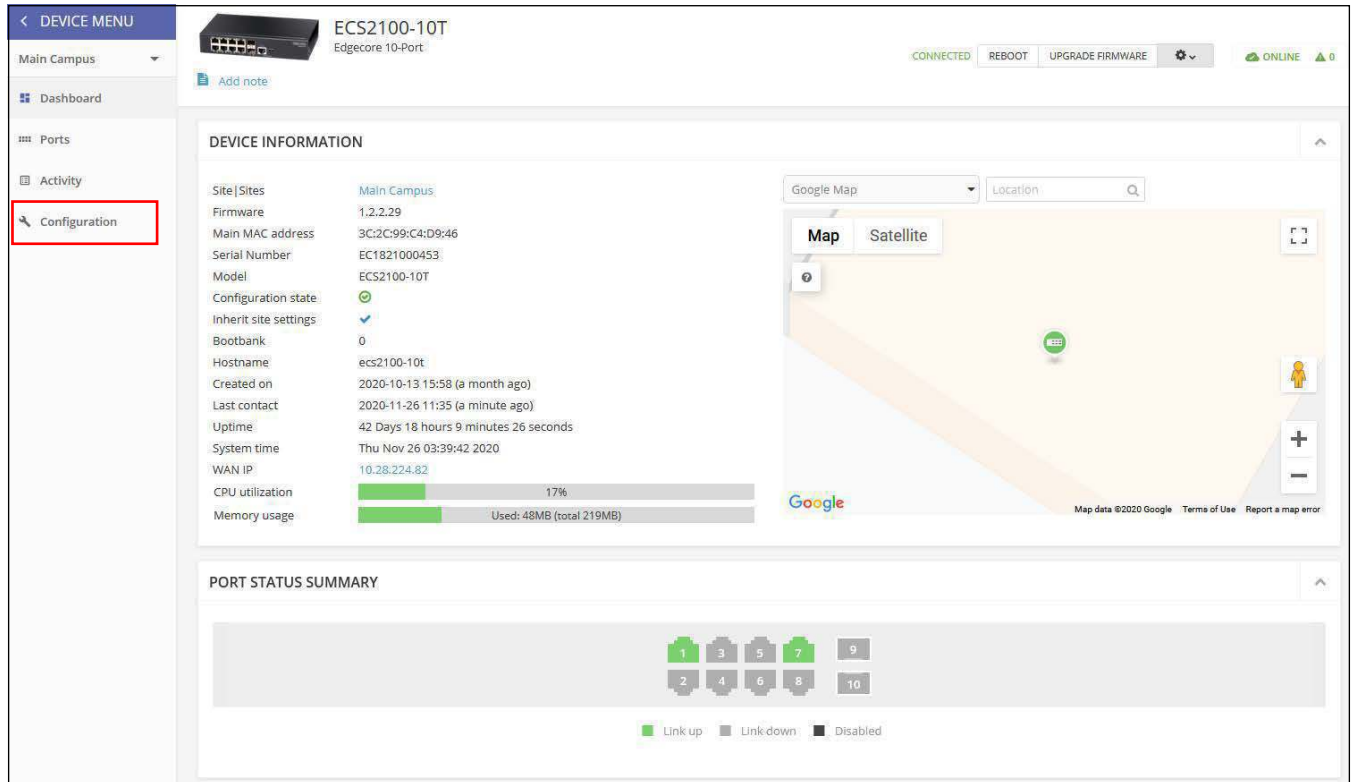 DEVICE MENU
Main Campus
Dashboard
Ports
Activity
Configuration
ECS2100-10T
Edgecore 10-Port
Add note
CONNECTED REBOOT UPGRADE FIRMWARE ONLINE 0
DEVICE INFORMATION
Site|Sites Main Campus
Firmware 1.2.2.29
Main MAC address 3C:2C:99:C4:D9:46
Serial Number EC1821000453
Model ECS2100-10T
Configuration state
Inherit site settings
Bootbank 0
Hostname ecs2100-10t
Created on 2020-10-13 15:58 (a month ago)
Last contact 2020-11-26 11:35 (a minute ago)
Uptime 42 Days 18 hours 9 minutes 26 seconds
System time Thu Nov 26 03:39:42 2020
WAN IP 10.28.224.82
CPU utilization 17%
Memory usage Used: 48MB (total 219MB)
Google Map Location
Map Satellite
?
Google
Map data ©2020 Google Terms of Use Report a map error
PORT STATUS SUMMARY
1 3 5 7 9
2 4 6 8 10
Link up Link down Disabled